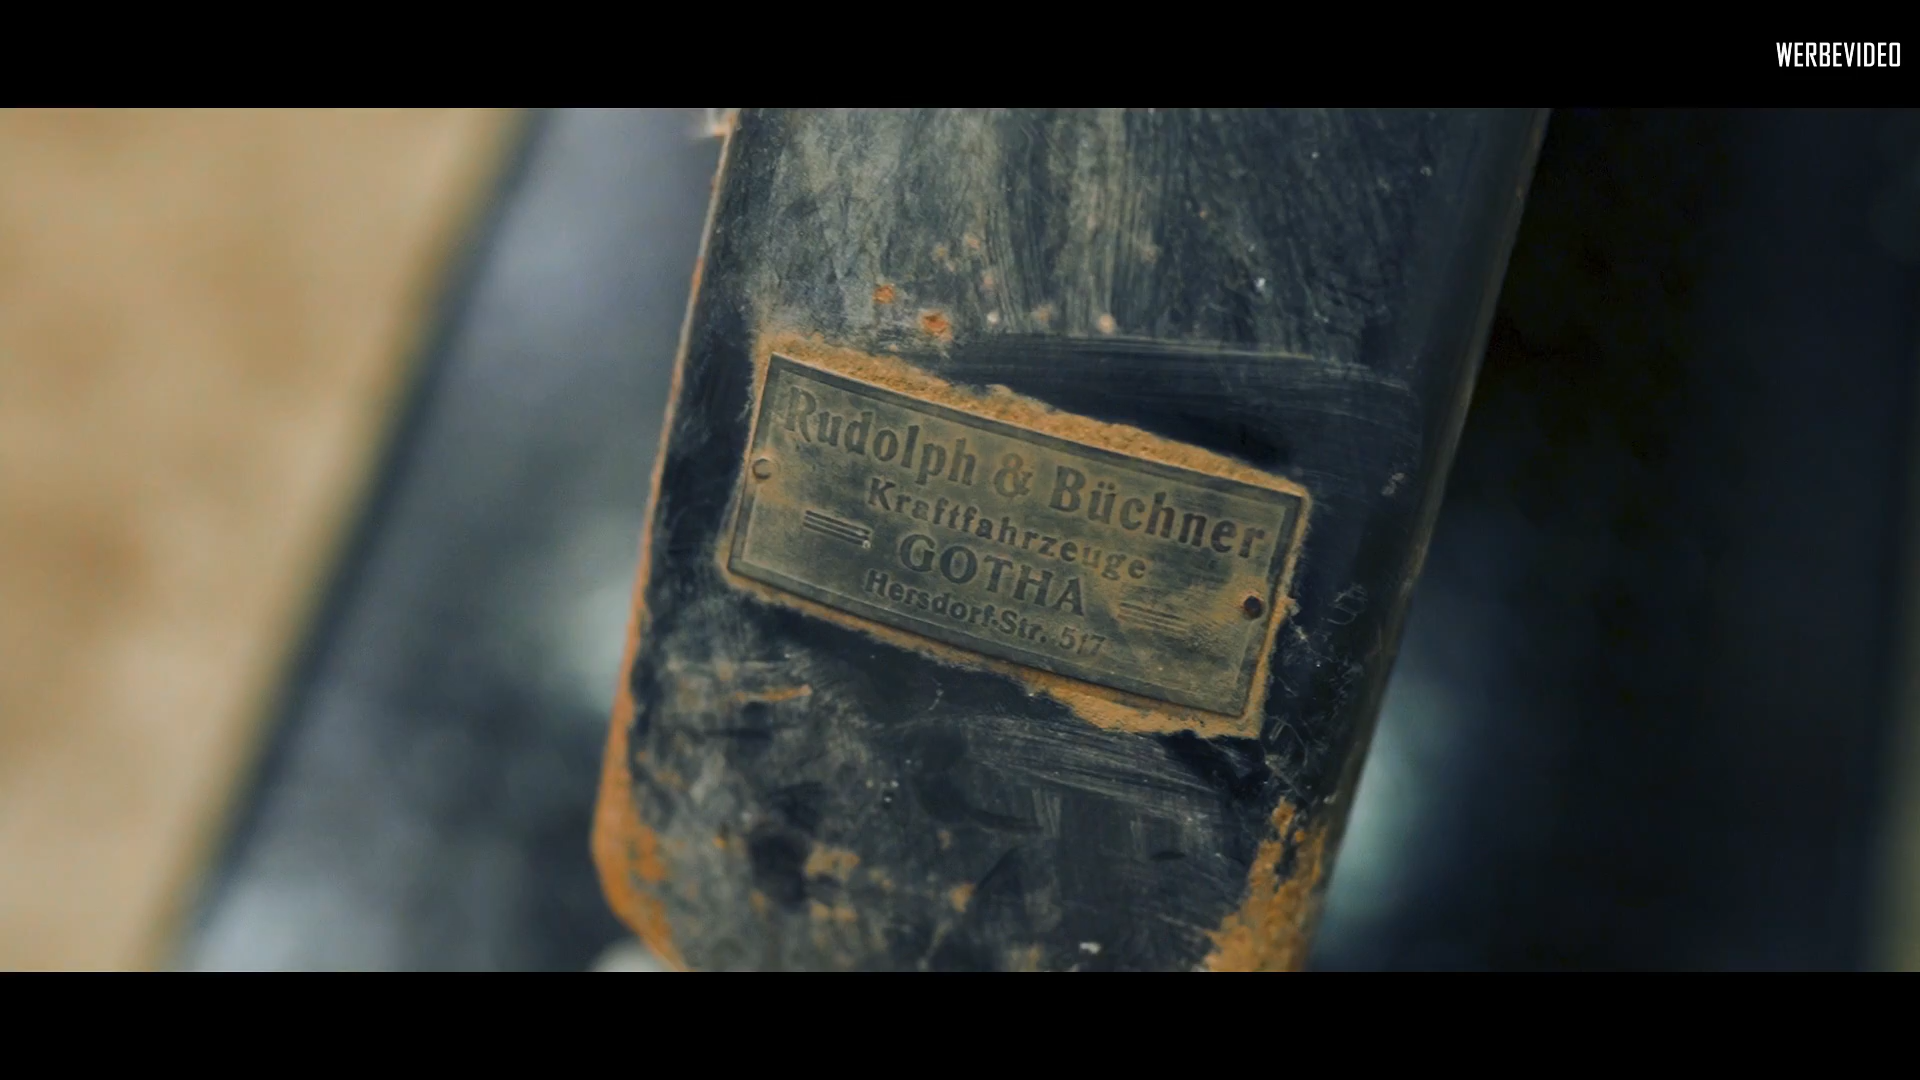 WERBEVIDEO
Rudolph & Büchner
Kraftfahrzeuge
GOTHA
Hersdorf-Str. 517